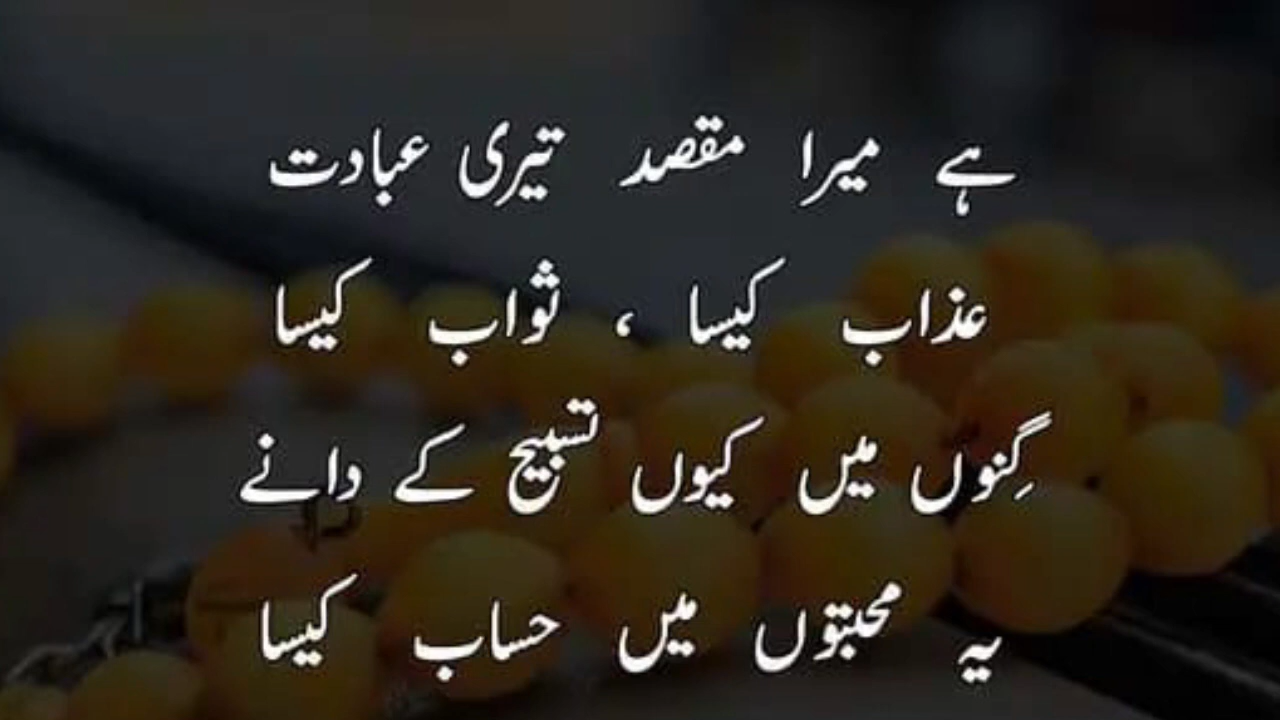 ہے میرا مقصد تیری عبادت
عذاب کیسا ، ثواب کیسا
گِنوں میں کیوں تسبیح کے دانے
یہ محبتوں میں حساب کیسا